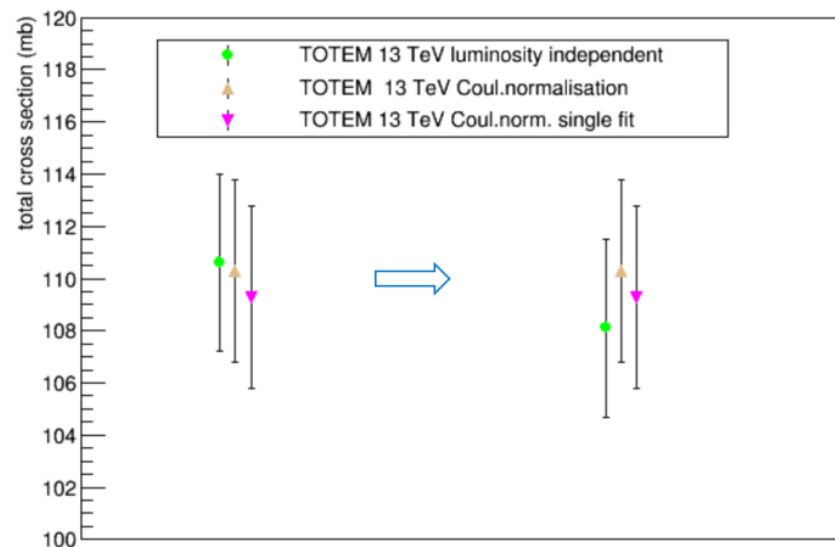 total cross section (mb)
120
118
116
114
112
110
108
106
104
102
100
TOTEM 13 TeV luminosity independent
TOTEM 13 TeV Coul.normalisation
TOTEM 13 TeV Coul.norm. single fit